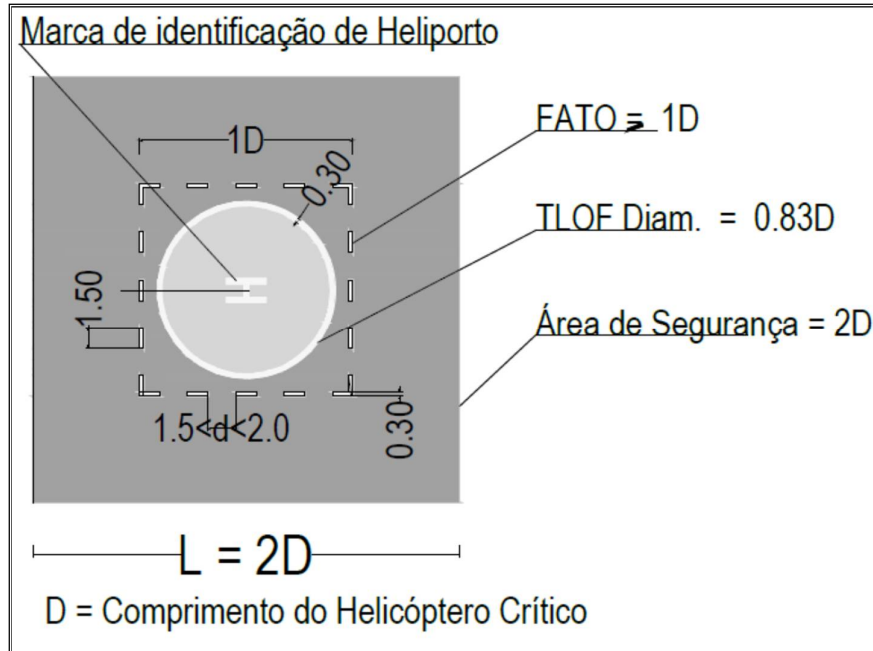 Marca de identificação de Heliporto
1D
FATO ≥ 1D
0.30
TLOF Diam. = 0.83D
H
1.50
Área de Segurança = 2D
1.5<d<2.0
0.30
L = 2D
D = Comprimento do Helicóptero Crítico